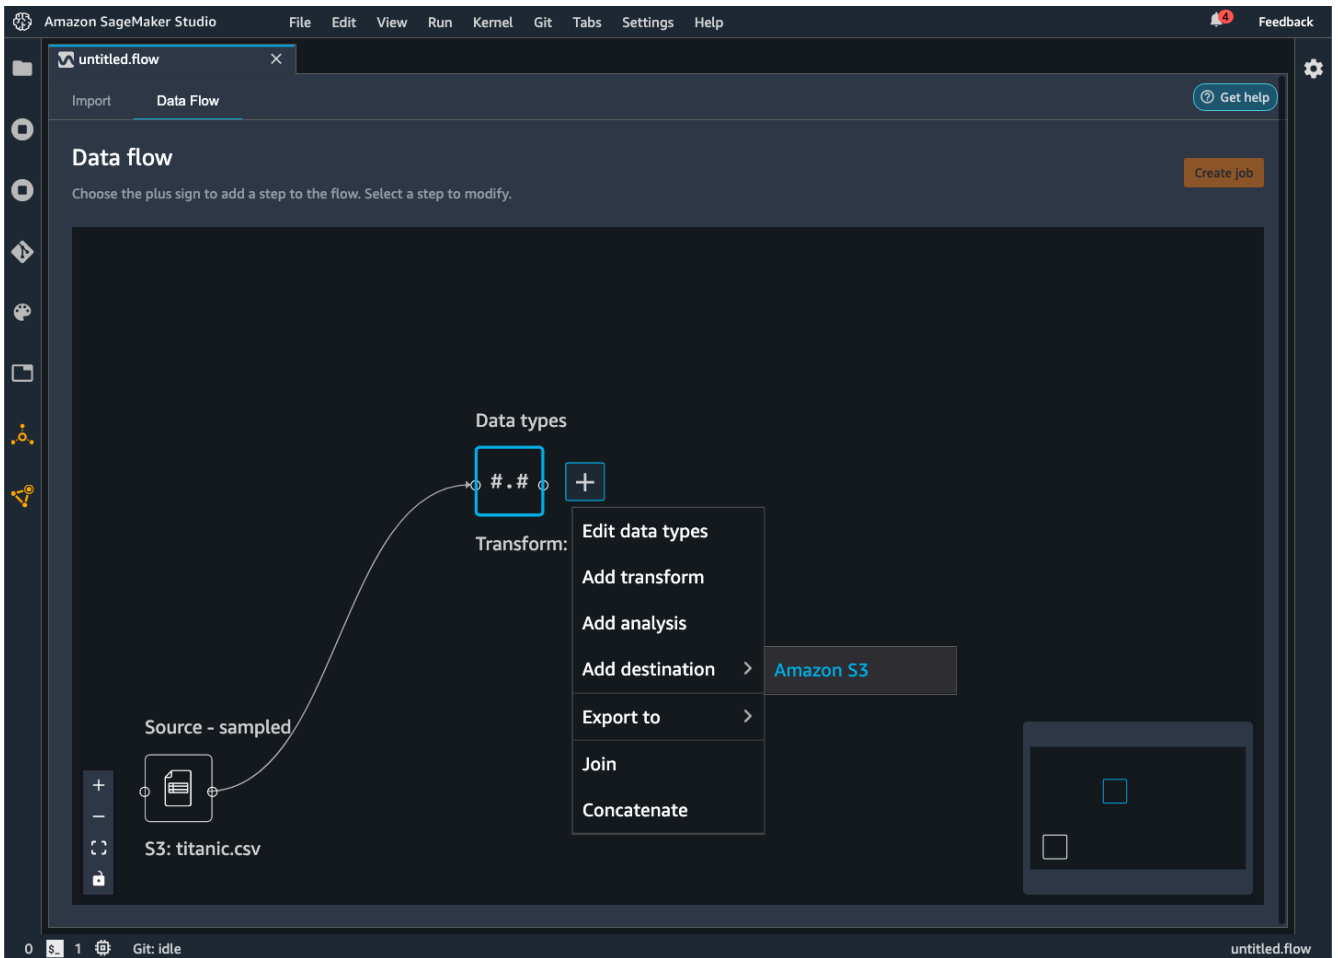 Amazon SageMaker Studio File Edit View Run Kernel Git Tabs Settings Help 4 Feedback
untitled.flow
Import Data Flow
Get help
Data flow
Create job
Choose the plus sign to add a step to the flow. Select a step to modify.
Data types
#.#
Transform:
Edit data types
Add transform
Add analysis
Add destination
Amazon S3
Export to
Join
Concatenate
Source - sampled
S3: titanic.csv
0 $_ 1 Git: idle untitled.flow